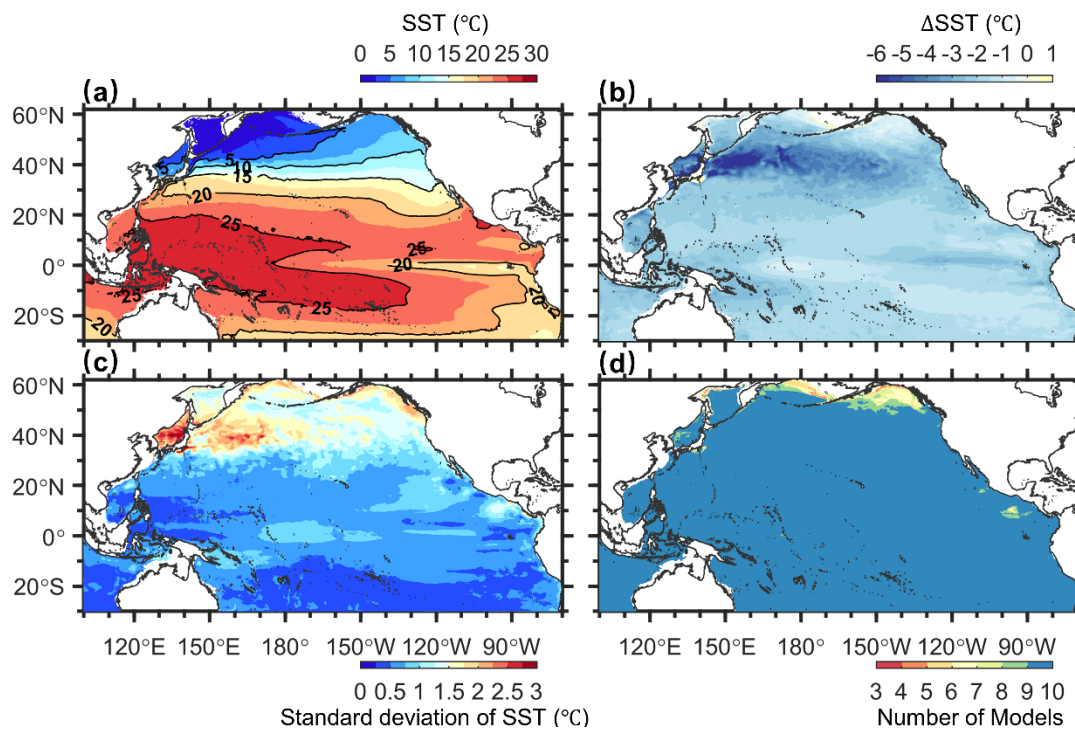 SST (℃)
0 5 10 15 20 25 30
ΔSST (℃)
-6 -5 -4 -3 -2 -1 0 1
(a)
(b)
60°N
40°N
20°N
0°
20°S
5
5
10
15
20
25
25
20
25
20
25
20
(c)
(d)
60°N
40°N
20°N
0°
20°S
120°E 150°E 180° 150°W 120°W 90°W
120°E 150°E 180° 150°W 120°W 90°W
0 0.5 1 1.5 2 2.5 3
Standard deviation of SST (℃)
3 4 5 6 7 8 9 10
Number of Models